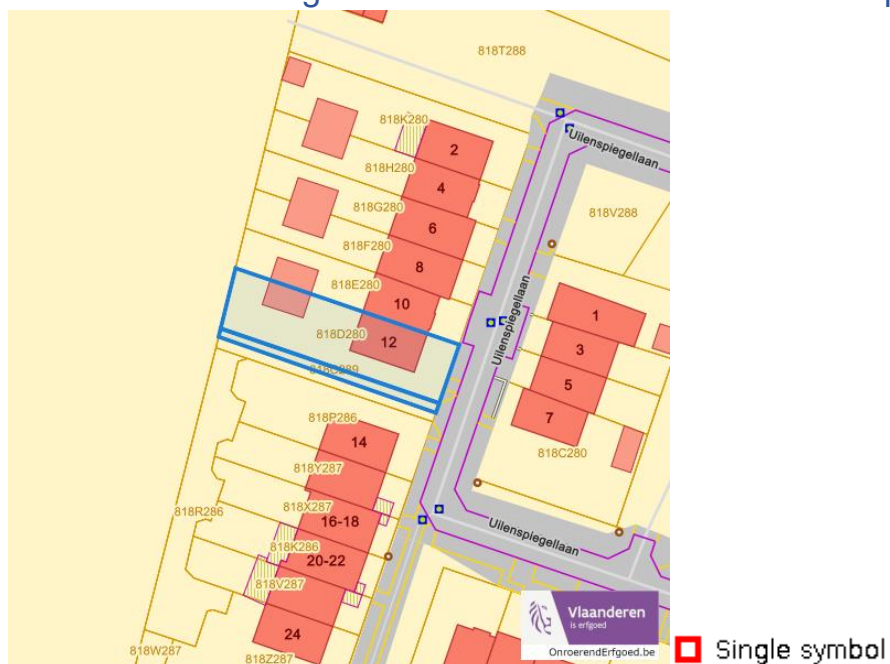 818T288
818K280
2
Uilenspiegellaan
818H280
4
818G280
818V288
6
818F280
8
818E280
10
Uilenspiegellaan
1
818D280
12
3
5
7
818P286
14
818C280
818Y287
818X287
818R286
16-18
Uilenspiegellaan
818K286
20-22
818V287
24
818W287
818Z287
Vlaanderen
is erfgoed
OnroerendErfgoed.be
Single symbol